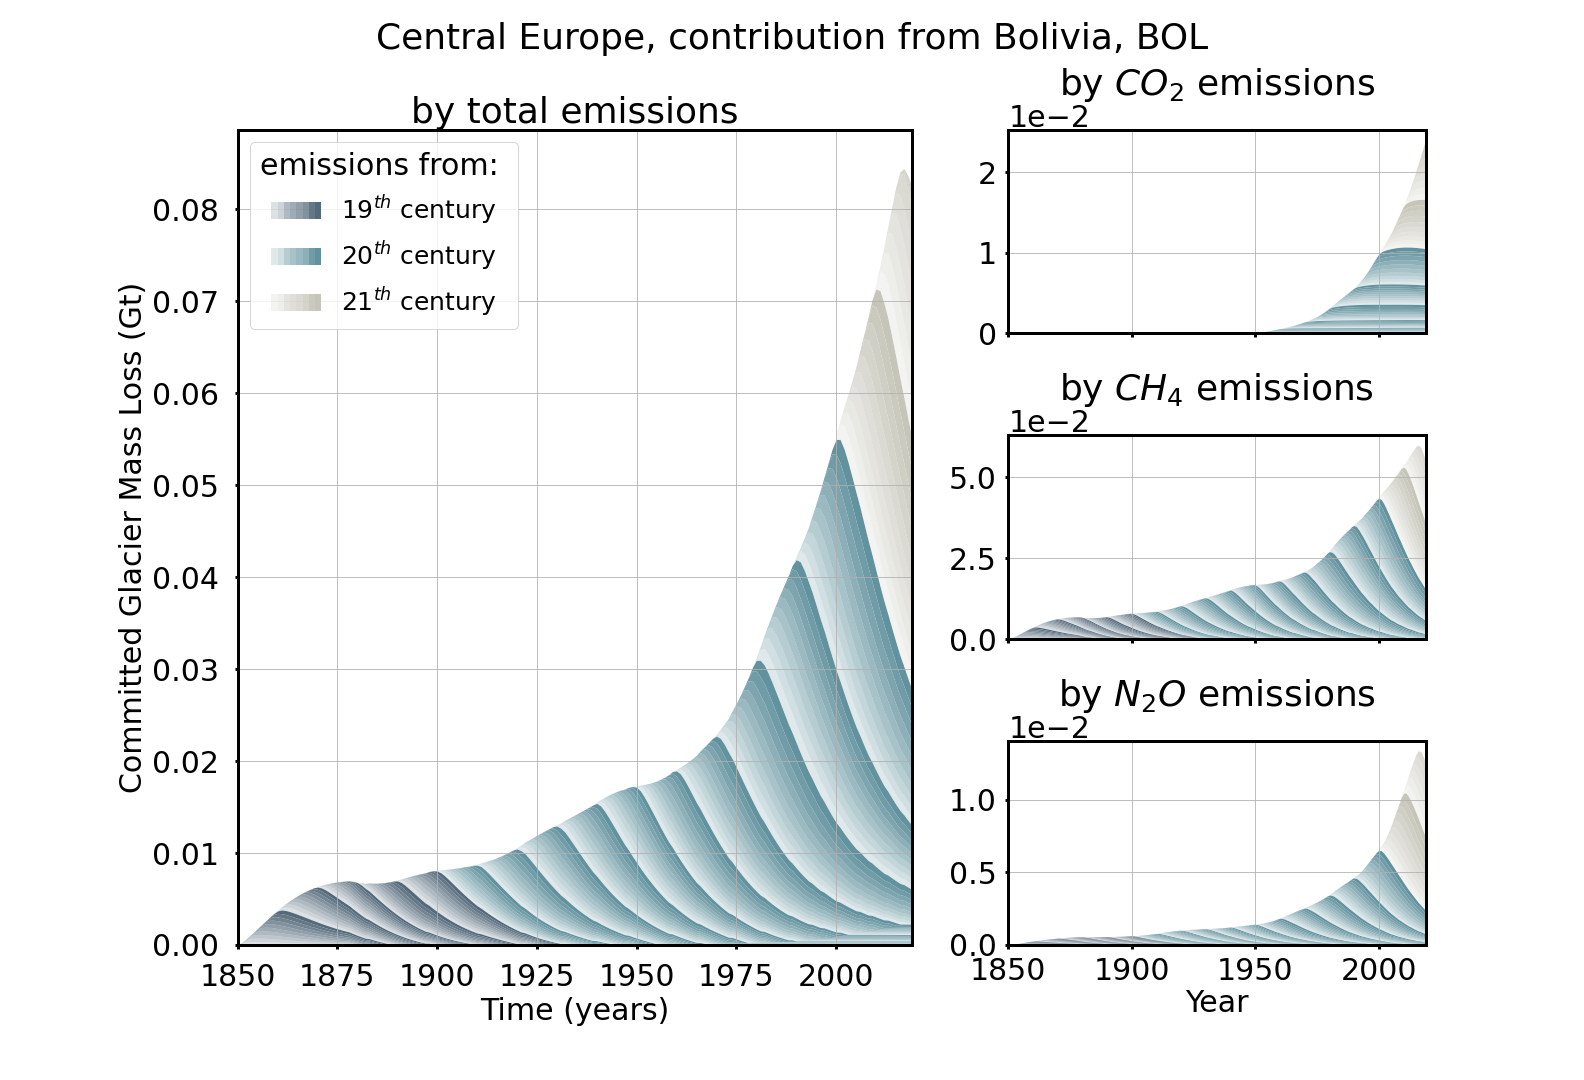 Central Europe, contribution from Bolivia, BOL
by total emissions
emissions from:
19th century
20th century
21th century
Committed Glacier Mass Loss (Gt)
0.08
0.07
0.06
0.05
0.04
0.03
0.02
0.01
0.00
1850 1875 1900 1925 1950 1975 2000
Time (years)
by CO2 emissions
1e−2
2
1
0
by CH4 emissions
1e−2
5.0
2.5
0.0
by N2O emissions
1e−2
1.0
0.5
0.0
1850 1900 1950 2000
Year